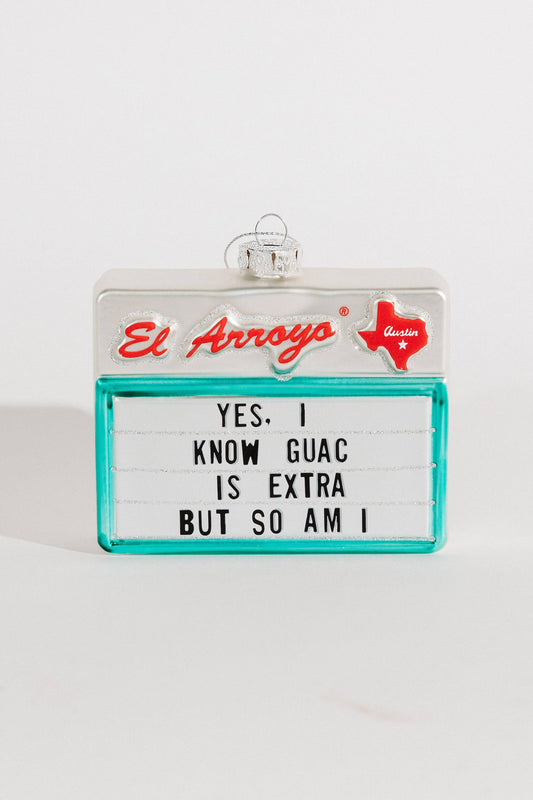 El Arroyo®
Austin
YES, I
KNOW GUAC
IS EXTRA
BUT SO AM I